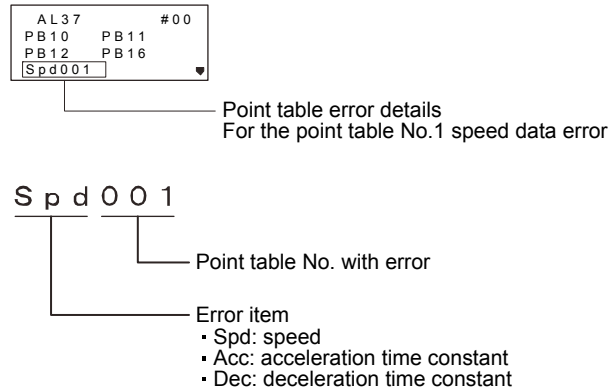 AL37 #00
PB10 PB11
PB12 PB16
Spd001
Point table error details
For the point table No.1 speed data error
Spd001
Point table No. with error
Error item
▪ Spd: speed
▪ Acc: acceleration time constant
▪ Dec: deceleration time constant